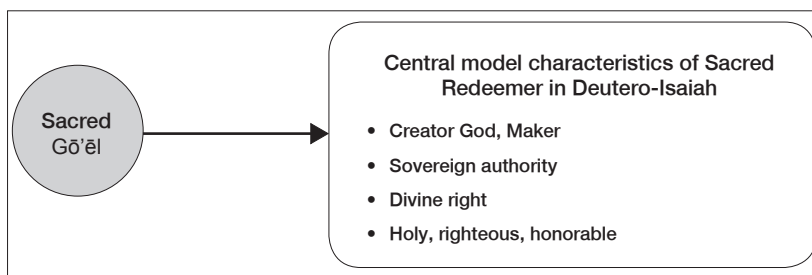 Sacred
Gō’ēl
Central model characteristics of Sacred
Redeemer in Deutero-Isaiah
• Creator God, Maker
• Sovereign authority
• Divine right
• Holy, righteous, honorable